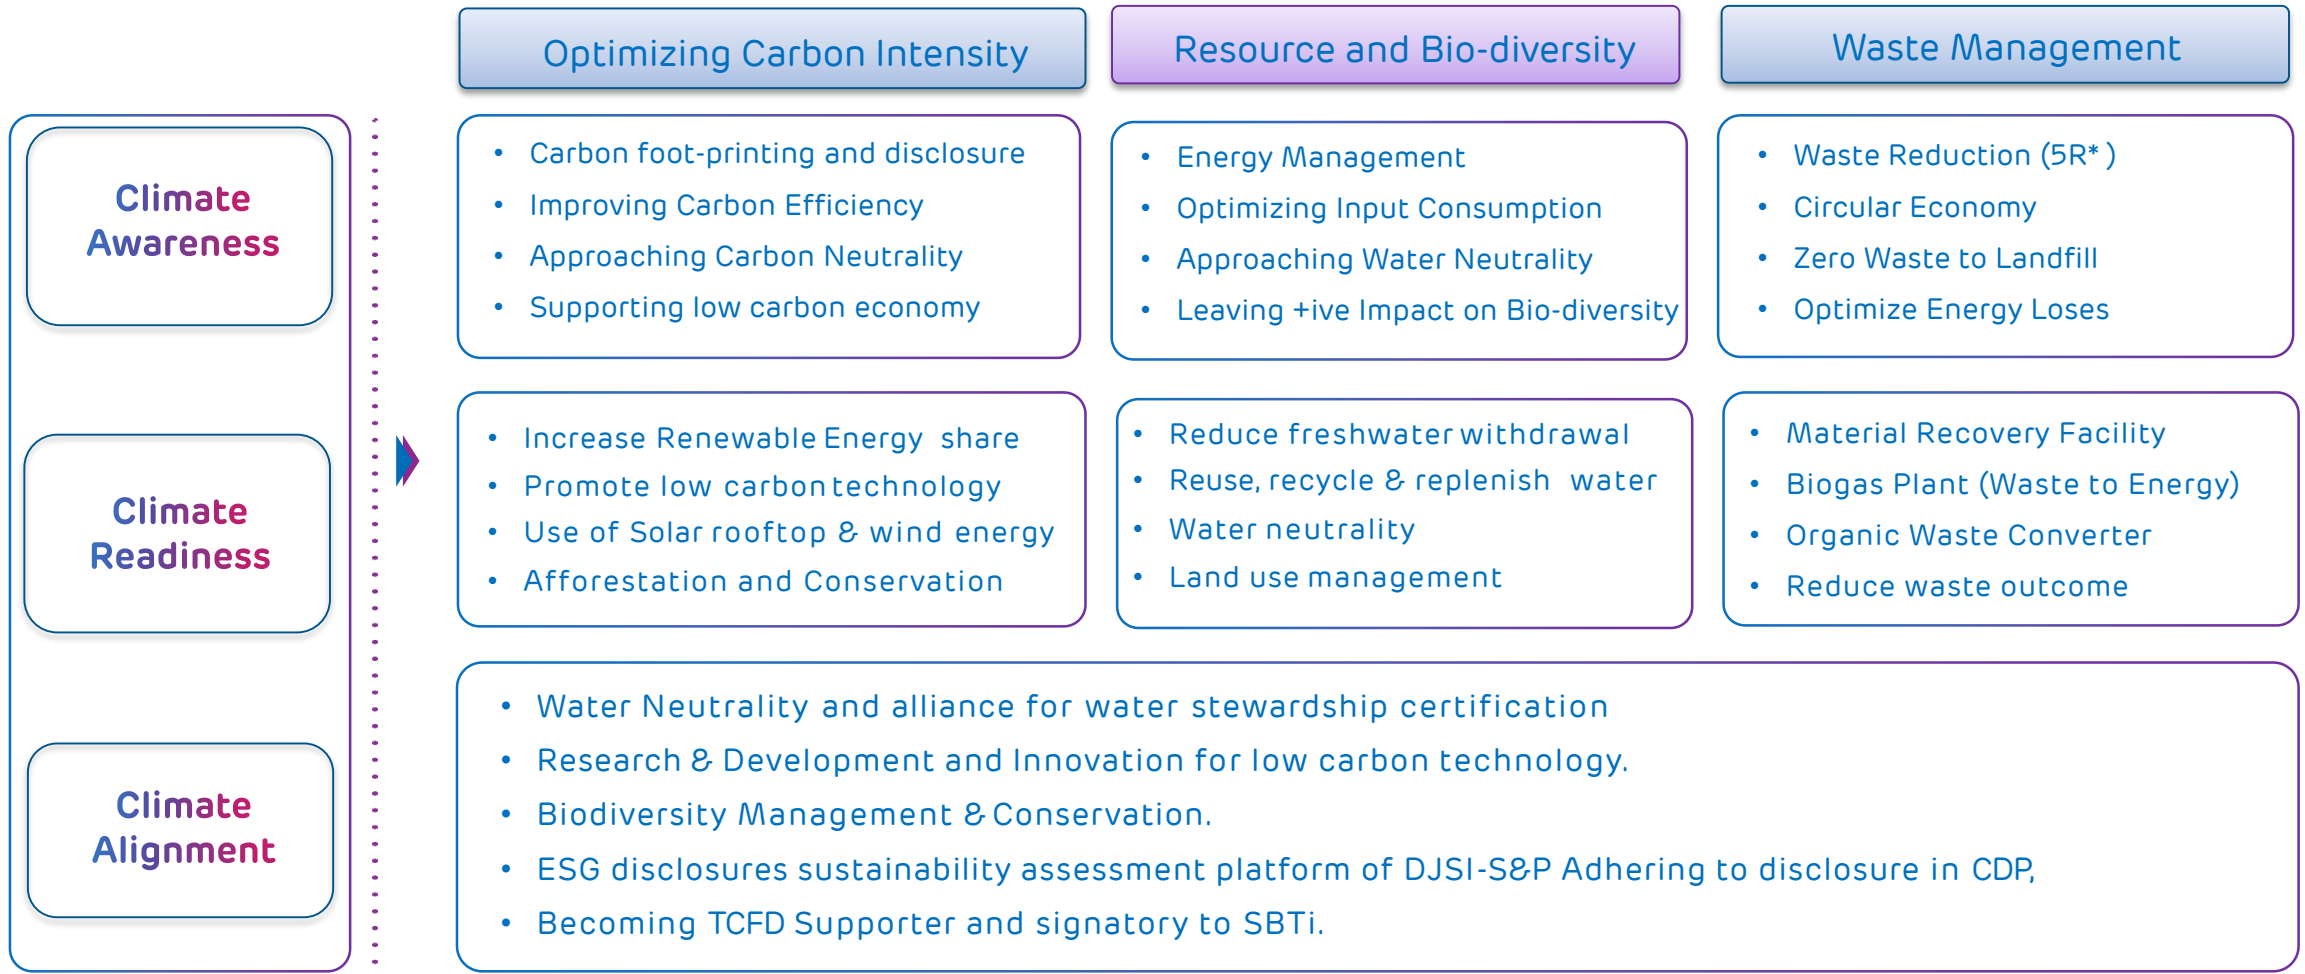 Optimizing Carbon Intensity
Resource and Bio-diversity
Waste Management
Climate
Awareness
• Carbon foot-printing and disclosure
• Improving Carbon Efficiency
• Approaching Carbon Neutrality
• Supporting low carbon economy
• Energy Management
• Optimizing Input Consumption
• Approaching Water Neutrality
• Leaving +ive Impact on Bio-diversity
• Waste Reduction (5R* )
• Circular Economy
• Zero Waste to Landfill
• Optimize Energy Loses
Climate
Readiness
• Increase Renewable Energy share
• Promote low carbon technology
• Use of Solar rooftop & wind energy
• Afforestation and Conservation
• Reduce freshwater withdrawal
• Reuse, recycle & replenish water
• Water neutrality
• Land use management
• Material Recovery Facility
• Biogas Plant (Waste to Energy)
• Organic Waste Converter
• Reduce waste outcome
Climate
Alignment
• Water Neutrality and alliance for water stewardship certification
• Research & Development and Innovation for low carbon technology.
• Biodiversity Management & Conservation.
• ESG disclosures sustainability assessment platform of DJSI-S&P Adhering to disclosure in CDP,
• Becoming TCFD Supporter and signatory to SBTi.